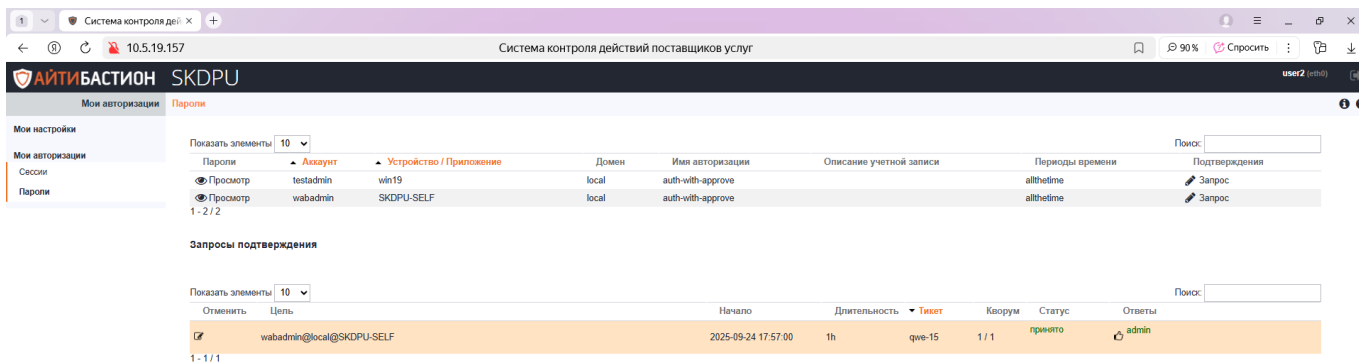 1
Система контроля дей
10.5.19.157
Система контроля действий поставщиков услуг
90%
Спросить
АЙТИБАСТИОН SKDPU
user2 (eth0)
Мои авторизации
Пароли
Мои настройки
Мои авторизации
Сессии
Пароли
Показать элементы 10
Поиск:
Пароли Аккаунт Устройство / Приложение Домен Имя авторизации Описание учетной записи Периоды времени Подтверждения
Просмотр testadmin win19 local auth-with-approve allthetime Запрос
Просмотр wabadmin SKDPU-SELF local auth-with-approve allthetime Запрос
1 - 2 / 2
Запросы подтверждения
Показать элементы 10
Поиск:
Отменить Цель Начало Длительность Тикет Кворум Статус Ответы
wabadmin@local@SKDPU-SELF 2025-09-24 17:57:00 1h qwe-15 1 / 1 принято admin
1 - 1 / 1